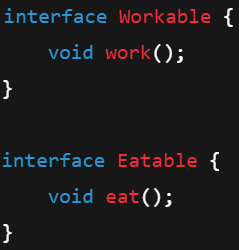 interface Workable {
    void work();
}

interface Eatable {
    void eat();
}